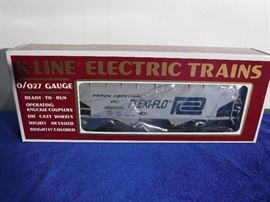 K-LINE ELECTRIC TRAINS
O/O27 GAUGE
READY - TO - RUN
OPERATING
KNUCKLE COUPLERS
DIE CAST WHEELS
HIGHLY DETAILED
BRIGHTLY COLORED
PENN CENTRAL
FLEXI-FLO